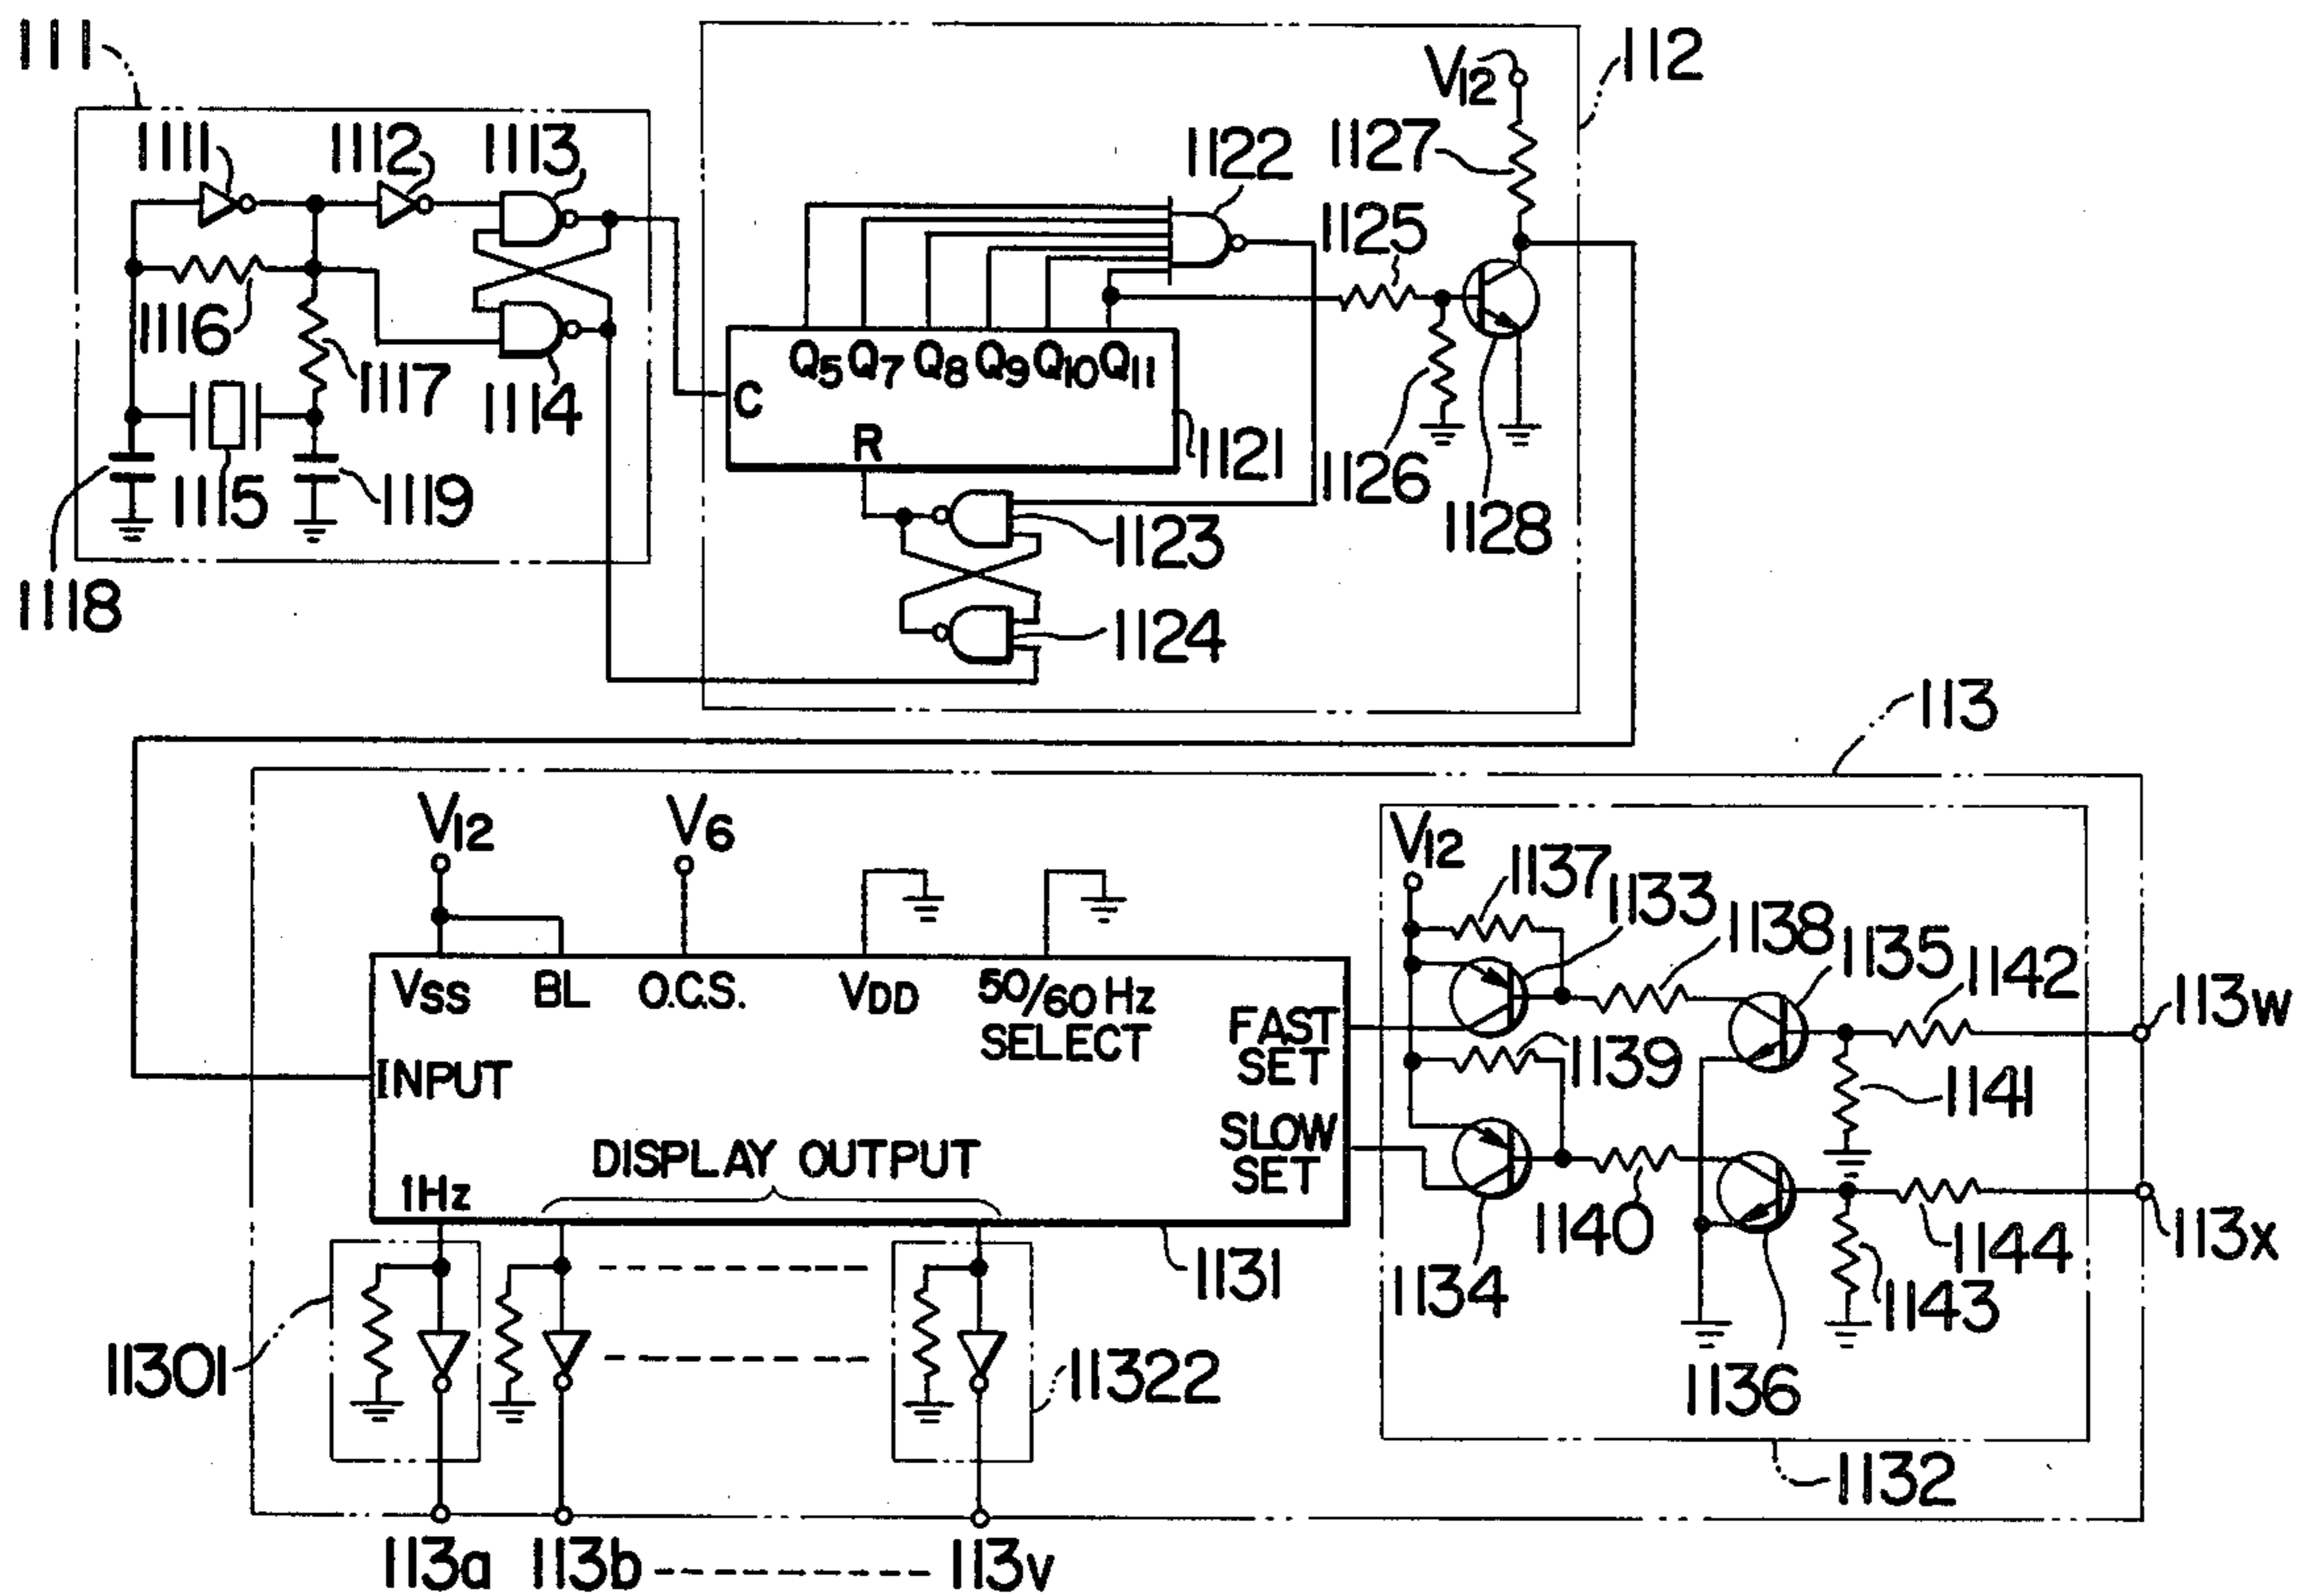 111
112
V12
1111
1112
1113
1122
1127
1125
1116
1117
1114
Q5 Q7 Q8 Q9 Q10 Q11
C
R
1121
1126
1128
1118
1115
1119
1123
1124
113
V12
V6
V12
1137
1133
1138
1135
1142
113w
VSS
BL
O.C.S.
VDD
50/60 Hz
SELECT
FAST
SET
1139
1141
INPUT
SLOW
SET
DISPLAY OUTPUT
1Hz
1131
1134
1140
1144
1143
113x
11301
11322
1136
1132
113a 113b ---------- 113v